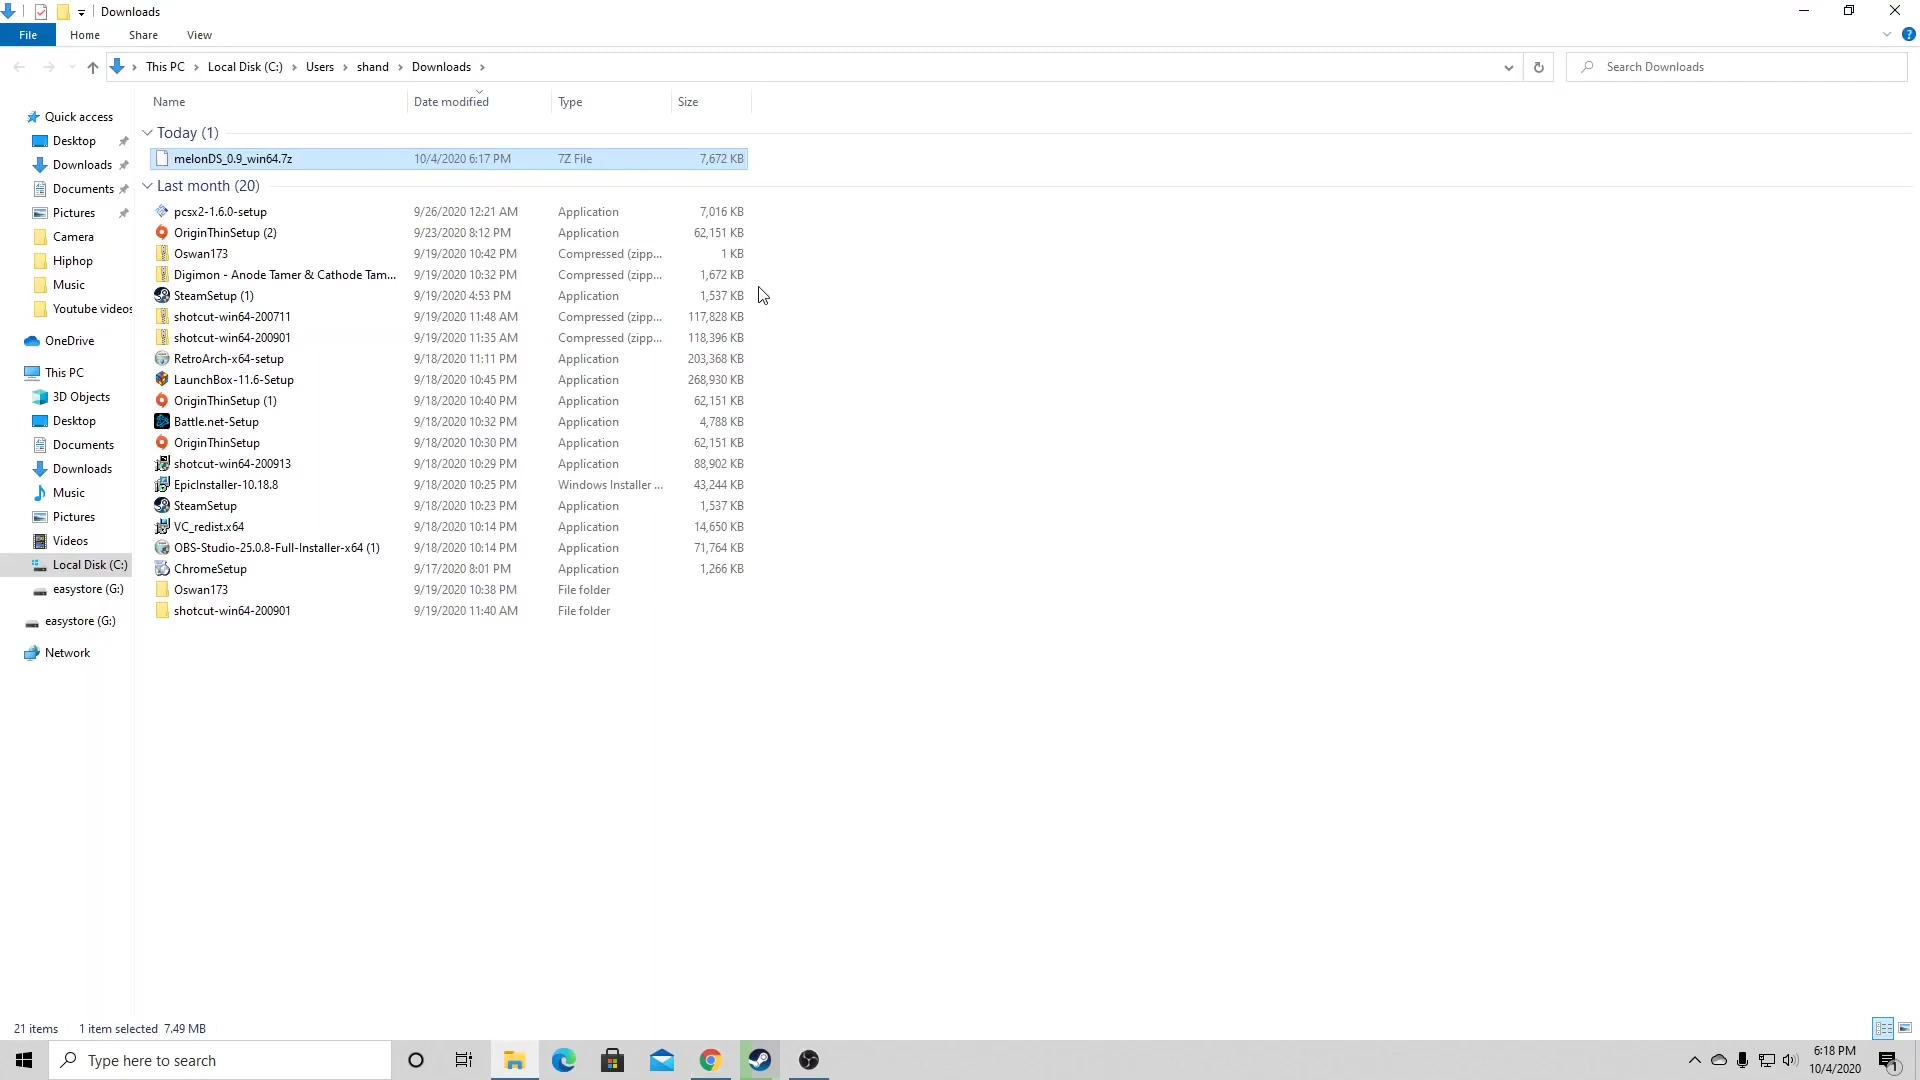 Downloads
File Home Share View
This PC Local Disk (C:) Users shand Downloads
Search Downloads
Name Date modified Type Size
Quick access
Desktop
Downloads
Documents
Pictures
Camera
Hiphop
Music
Youtube videos
OneDrive
This PC
3D Objects
Desktop
Documents
Downloads
Music
Pictures
Videos
Local Disk (C:)
easystore (G:)
easystore (G:)
Network
Today (1)
melonDS_0.9_win64.7z 10/4/2020 6:17 PM 7Z File 7,672 KB
Last month (20)
pcsx2-1.6.0-setup 9/26/2020 12:21 AM Application 7,016 KB
OriginThinSetup (2) 9/23/2020 8:12 PM Application 62,151 KB
Oswan173 9/19/2020 10:42 PM Compressed (zipp... 1 KB
Digimon - Anode Tamer & Cathode Tam... 9/19/2020 10:32 PM Compressed (zipp... 1,672 KB
SteamSetup (1) 9/19/2020 4:53 PM Application 1,537 KB
shotcut-win64-200711 9/19/2020 11:48 AM Compressed (zipp... 117,828 KB
shotcut-win64-200901 9/19/2020 11:35 AM Compressed (zipp... 118,396 KB
RetroArch-x64-setup 9/18/2020 11:11 PM Application 203,368 KB
LaunchBox-11.6-Setup 9/18/2020 10:45 PM Application 268,930 KB
OriginThinSetup (1) 9/18/2020 10:40 PM Application 62,151 KB
Battle.net-Setup 9/18/2020 10:32 PM Application 4,788 KB
OriginThinSetup 9/18/2020 10:30 PM Application 62,151 KB
shotcut-win64-200913 9/18/2020 10:29 PM Application 88,902 KB
EpicInstaller-10.18.8 9/18/2020 10:25 PM Windows Installer ... 43,244 KB
SteamSetup 9/18/2020 10:23 PM Application 1,537 KB
VC_redist.x64 9/18/2020 10:14 PM Application 14,650 KB
OBS-Studio-25.0.8-Full-Installer-x64 (1) 9/18/2020 10:14 PM Application 71,764 KB
ChromeSetup 9/17/2020 8:01 PM Application 1,266 KB
Oswan173 9/19/2020 10:38 PM File folder
shotcut-win64-200901 9/19/2020 11:40 AM File folder
21 items 1 item selected 7.49 MB
Type here to search
6:18 PM
10/4/2020
1